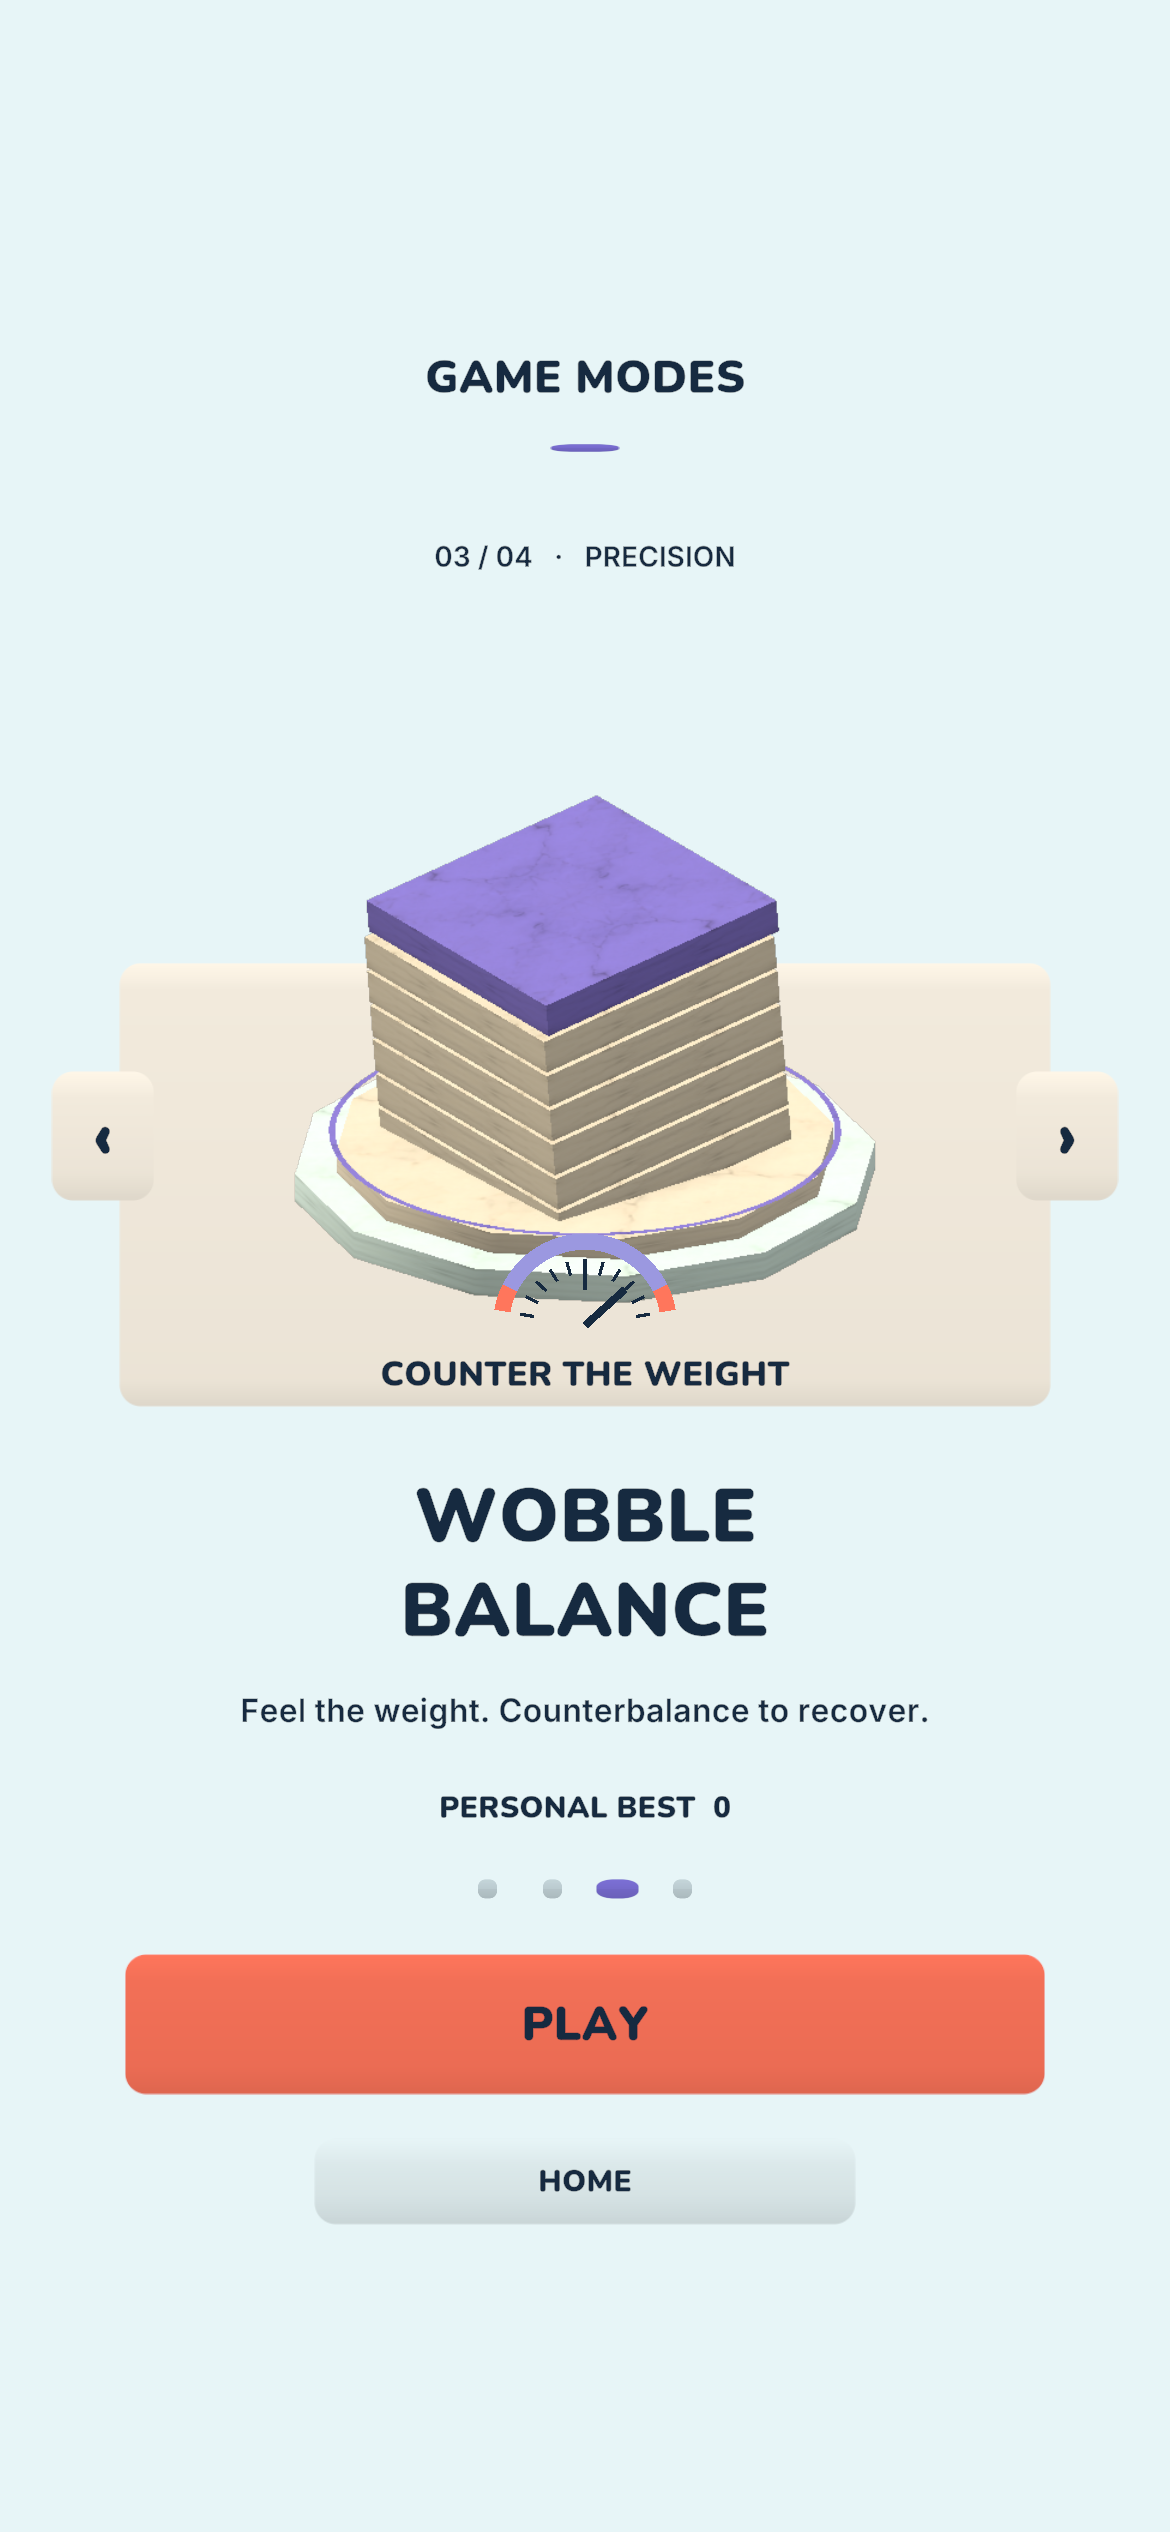 GAME MODES
03 / 04 · PRECISION
‹ ›
COUNTER THE WEIGHT
WOBBLE
BALANCE
Feel the weight. Counterbalance to recover.
PERSONAL BEST 0
PLAY
HOME